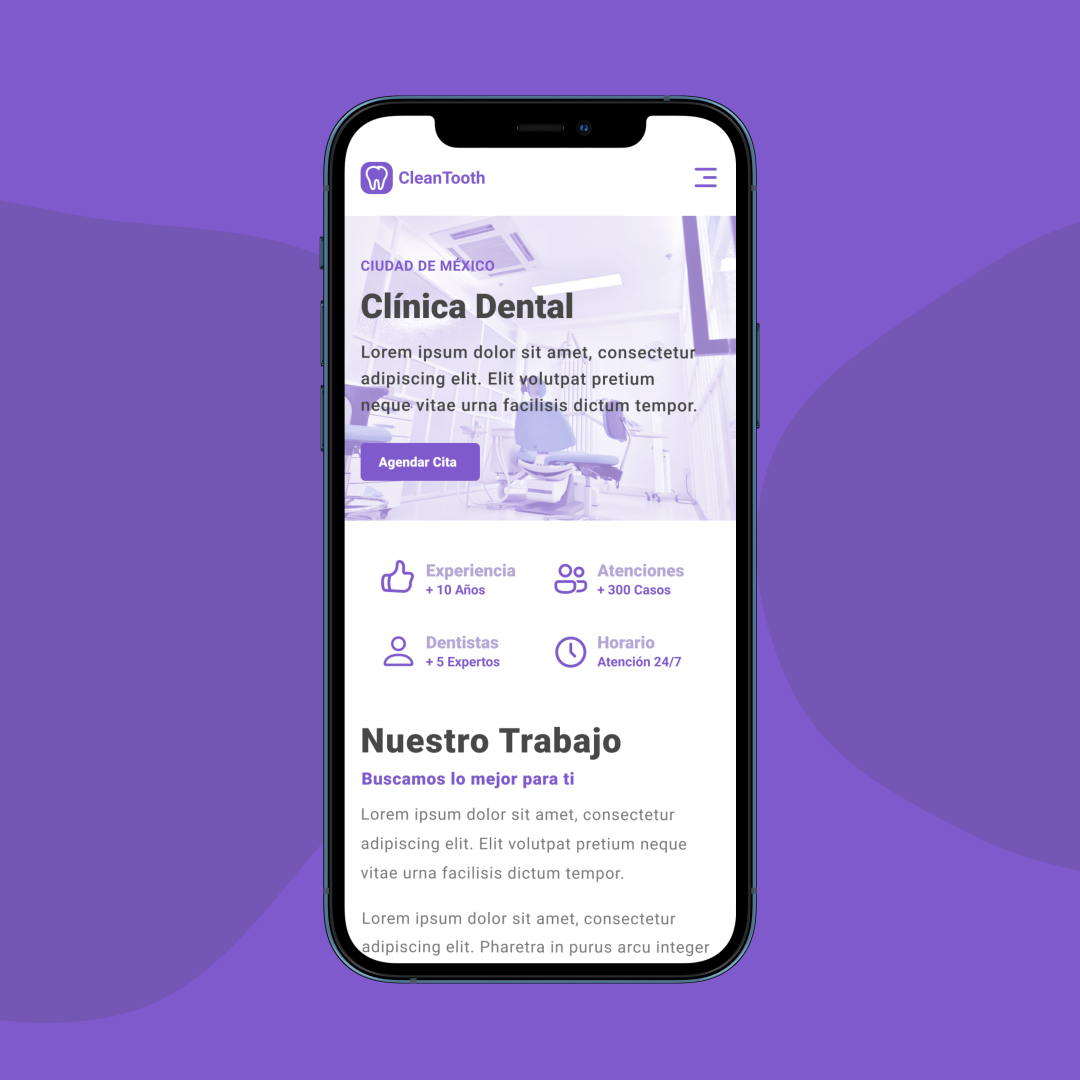 CleanTooth
CIUDAD DE MÉXICO
Clínica Dental
Lorem ipsum dolor sit amet, consectetur
adipiscing elit. Elit volutpat pretium
neque vitae urna facilisis dictum tempor.
Agendar Cita
Experiencia
+ 10 Años
Atenciones
+ 300 Casos
Dentistas
+ 5 Expertos
Horario
Atención 24/7
Nuestro Trabajo
Buscamos lo mejor para ti
Lorem ipsum dolor sit amet, consectetur
adipiscing elit. Elit volutpat pretium neque
vitae urna facilisis dictum tempor.
Lorem ipsum dolor sit amet, consectetur
adipiscing elit. Pharetra in purus arcu integer